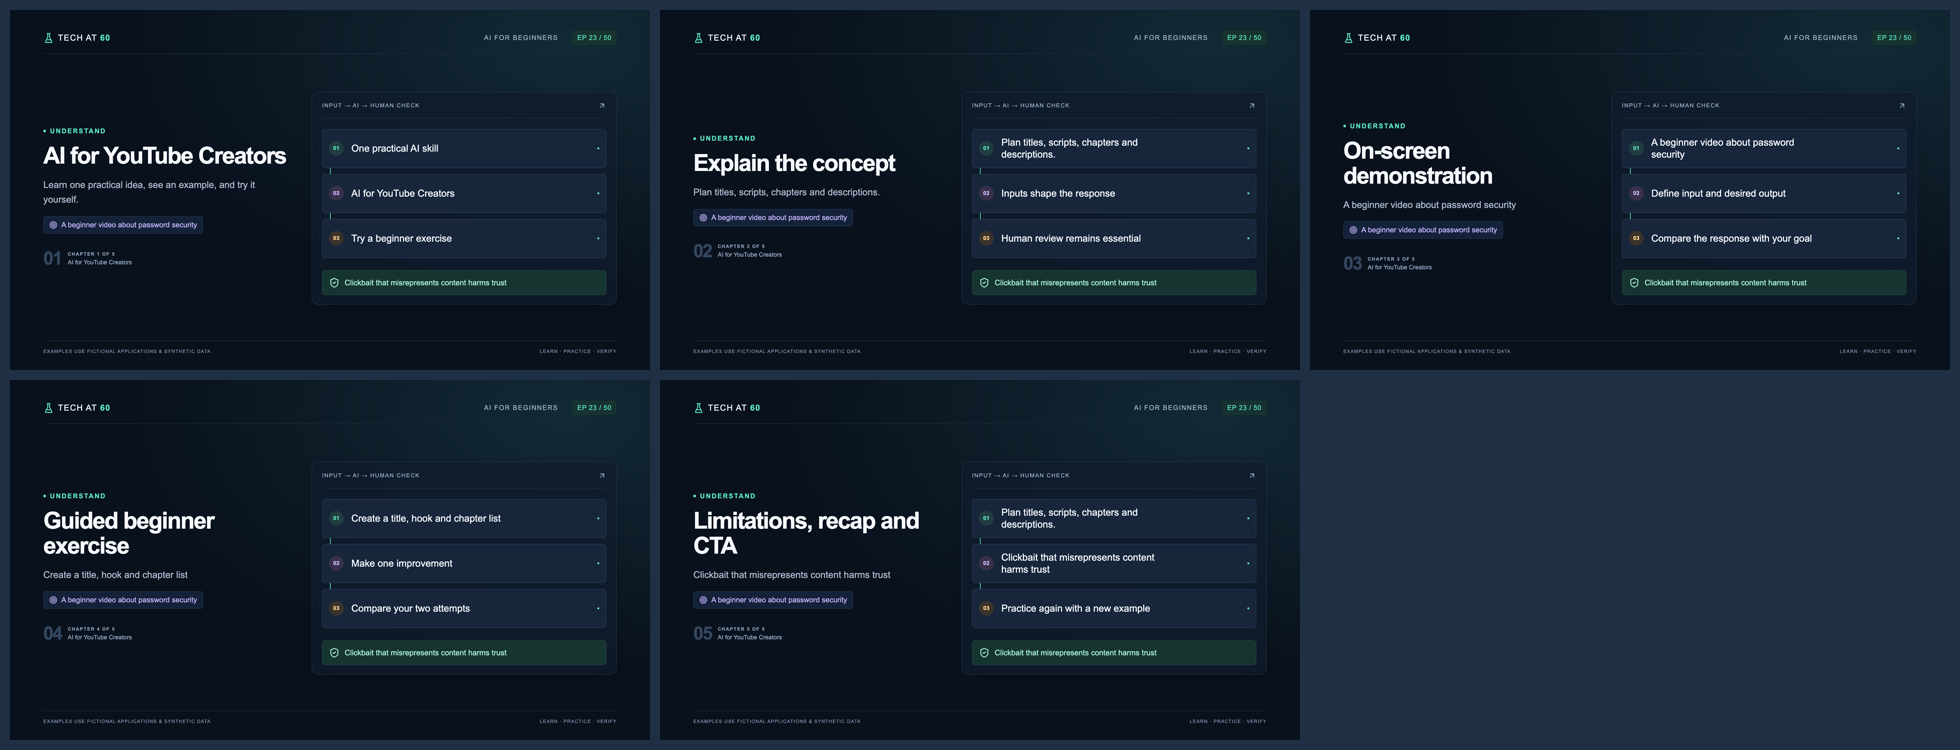 TECH AT 60
AI FOR BEGINNERS
EP 23 / 50
• UNDERSTAND
AI for YouTube Creators
Learn one practical idea, see an example, and try it
yourself.
A beginner video about password security
01
CHAPTER 1 OF 5
AI for YouTube Creators
INPUT → AI → HUMAN CHECK
01 One practical AI skill
02 AI for YouTube Creators
03 Try a beginner exercise
Clickbait that misrepresents content harms trust
EXAMPLES USE FICTIONAL APPLICATIONS & SYNTHETIC DATA
LEARN · PRACTICE · VERIFY
TECH AT 60
AI FOR BEGINNERS
EP 23 / 50
• UNDERSTAND
Explain the concept
Plan titles, scripts, chapters and descriptions.
A beginner video about password security
02
CHAPTER 2 OF 5
AI for YouTube Creators
INPUT → AI → HUMAN CHECK
01 Plan titles, scripts, chapters and
descriptions.
02 Inputs shape the response
03 Human review remains essential
Clickbait that misrepresents content harms trust
EXAMPLES USE FICTIONAL APPLICATIONS & SYNTHETIC DATA
LEARN · PRACTICE · VERIFY
TECH AT 60
AI FOR BEGINNERS
EP 23 / 50
• UNDERSTAND
On-screen
demonstration
A beginner video about password security
A beginner video about password security
03
CHAPTER 3 OF 5
AI for YouTube Creators
INPUT → AI → HUMAN CHECK
01 A beginner video about password
security
02 Define input and desired output
03 Compare the response with your goal
Clickbait that misrepresents content harms trust
EXAMPLES USE FICTIONAL APPLICATIONS & SYNTHETIC DATA
LEARN · PRACTICE · VERIFY
TECH AT 60
AI FOR BEGINNERS
EP 23 / 50
• UNDERSTAND
Guided beginner
exercise
Create a title, hook and chapter list
A beginner video about password security
04
CHAPTER 4 OF 5
AI for YouTube Creators
INPUT → AI → HUMAN CHECK
01 Create a title, hook and chapter list
02 Make one improvement
03 Compare your two attempts
Clickbait that misrepresents content harms trust
EXAMPLES USE FICTIONAL APPLICATIONS & SYNTHETIC DATA
LEARN · PRACTICE · VERIFY
TECH AT 60
AI FOR BEGINNERS
EP 23 / 50
• UNDERSTAND
Limitations, recap and
CTA
Clickbait that misrepresents content harms trust
A beginner video about password security
05
CHAPTER 5 OF 5
AI for YouTube Creators
INPUT → AI → HUMAN CHECK
01 Plan titles, scripts, chapters and
descriptions.
02 Clickbait that misrepresents content
harms trust
03 Practice again with a new example
Clickbait that misrepresents content harms trust
EXAMPLES USE FICTIONAL APPLICATIONS & SYNTHETIC DATA
LEARN · PRACTICE · VERIFY